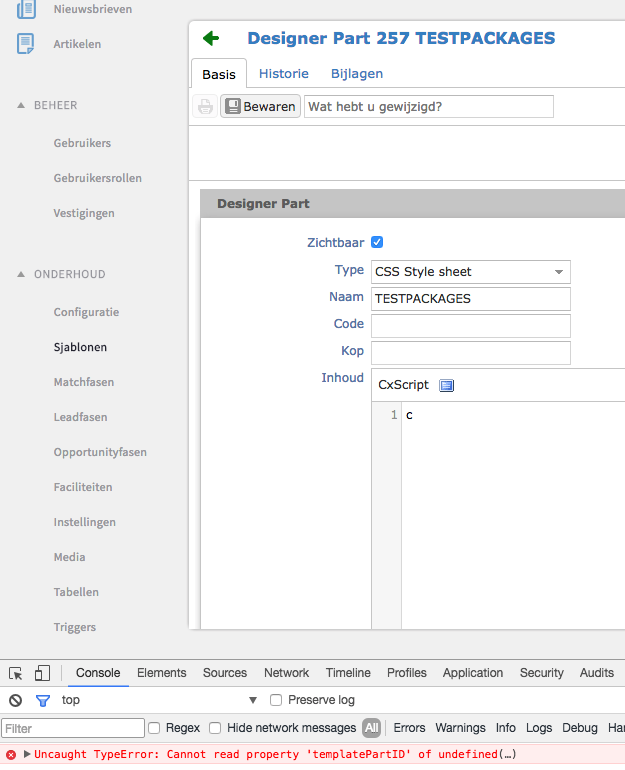 Nieuwsbrieven
Artikelen
BEHEER
Gebruikers
Gebruikersrollen
Vestigingen
ONDERHOUD
Configuratie
Sjablonen
Matchfasen
Leadfasen
Opportunityfasen
Faciliteiten
Instellingen
Media
Tabellen
Triggers
Designer Part 257 TESTPACKAGES
Basis Historie Bijlagen
Bewaren Wat hebt u gewijzigd?
Designer Part
Zichtbaar
Type CSS Style sheet
Naam TESTPACKAGES
Code
Kop
Inhoud CxScript
1 c
Console Elements Sources Network Timeline Profiles Application Security Audits
top Preserve log
Filter Regex Hide network messages All Errors Warnings Info Logs Debug Han
Uncaught TypeError: Cannot read property 'templatePartID' of undefined(…)